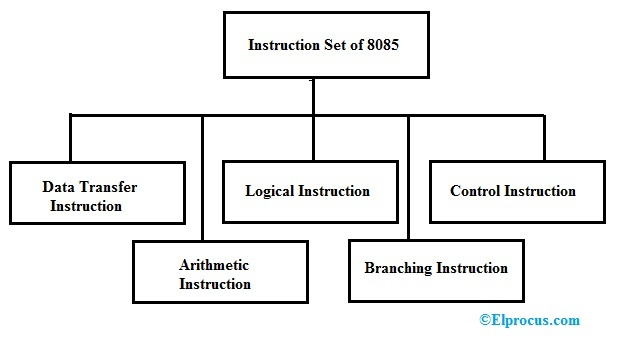 Instruction Set of 8085
Data Transfer
Instruction
Logical Instruction
Control Instruction
Arithmetic
Instruction
Branching Instruction
©Elprocus.com